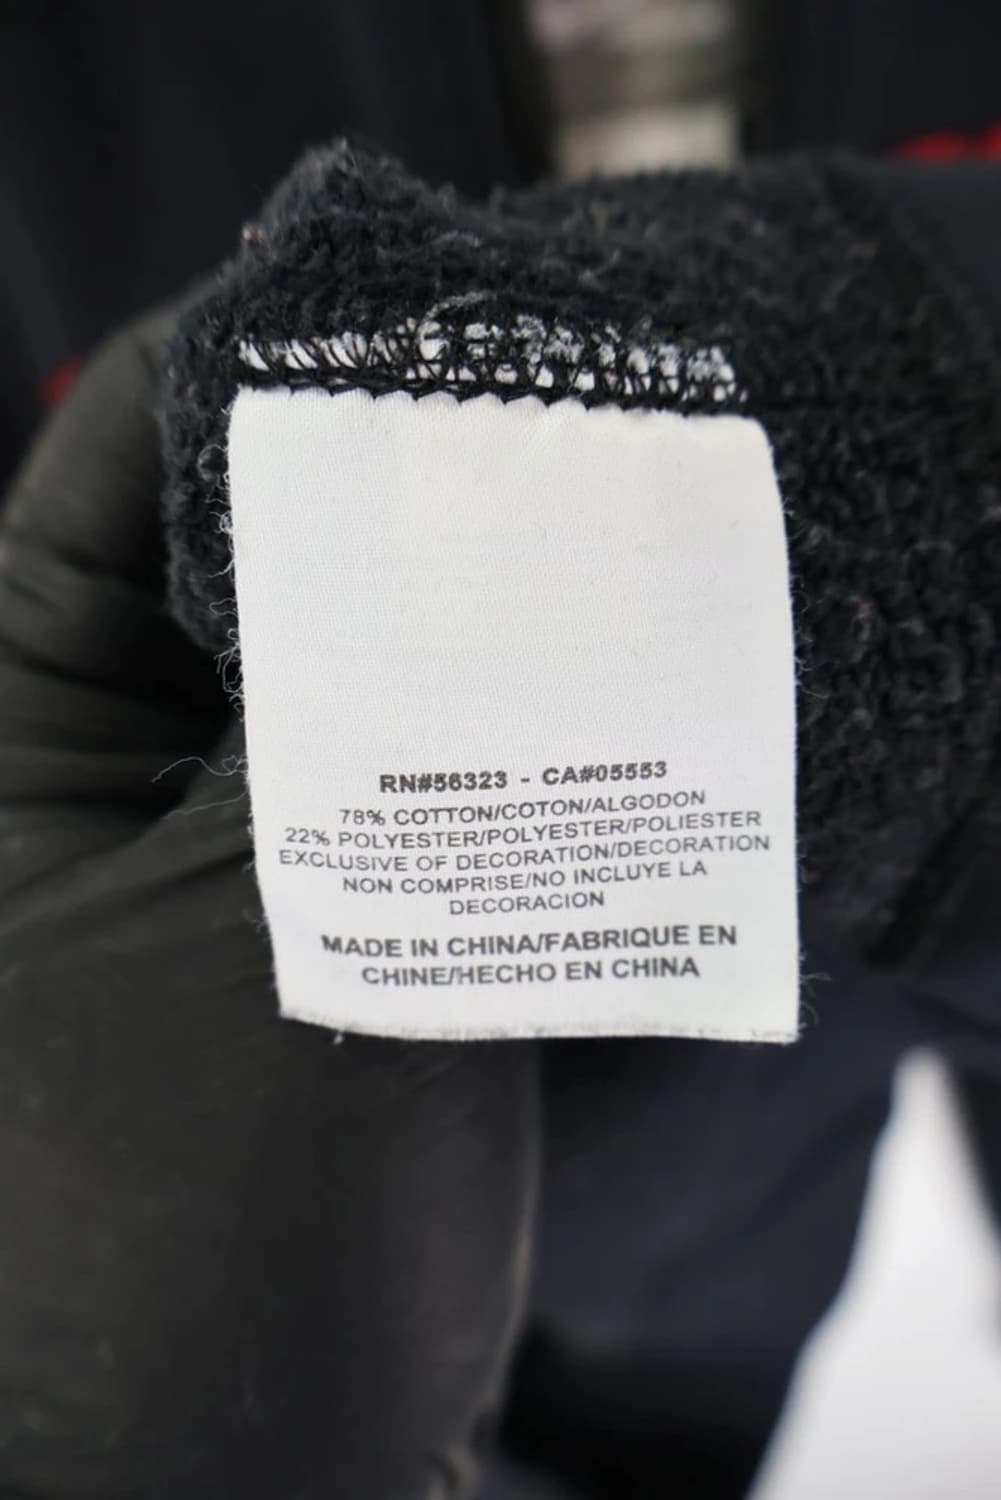 RN#56323 - CA#05553
78% COTTON/COTON/ALGODON
22% POLYESTER/POLYESTER/POLIESTER
EXCLUSIVE OF DECORATION/DECORATION
NON COMPRISE/NO INCLUYE LA
DECORACION
MADE IN CHINA/FABRIQUE EN
CHINE/HECHO EN CHINA